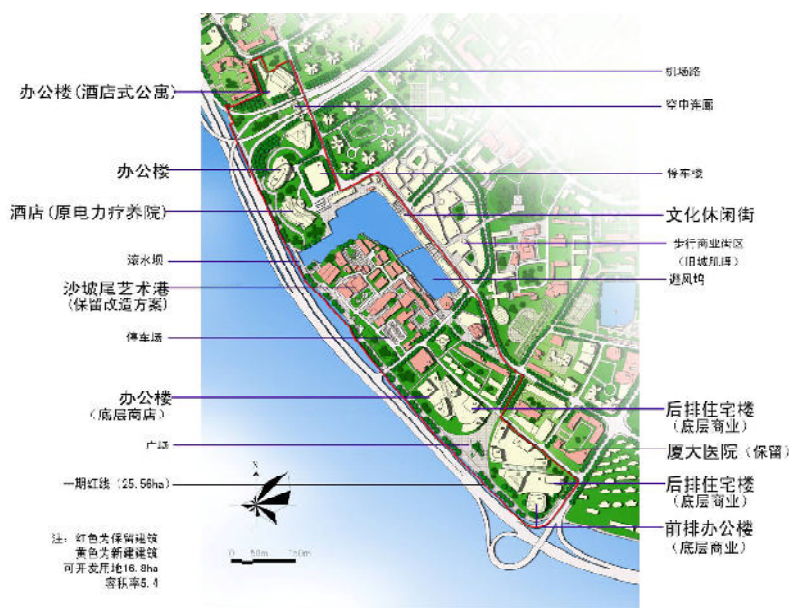 办公楼(酒店式公寓)
办公楼
酒店(原电力疗养院)
滚水坝
沙坡尾艺术港
(保留改造方案)
停车场
办公楼
(底层商店)
广场
一期红线(25.56ha)
注: 红色为保留建筑
黄色为新建建筑
可开发用地16.8ha
容积率5.4
0 50m 150m
机场路
空中连廊
停车楼
文化休闲街
步行商业街区
(旧城肌理)
避风坞
后排住宅楼
(底层商业)
厦大医院(保留)
后排住宅楼
(底层商业)
前排办公楼
(底层商业)